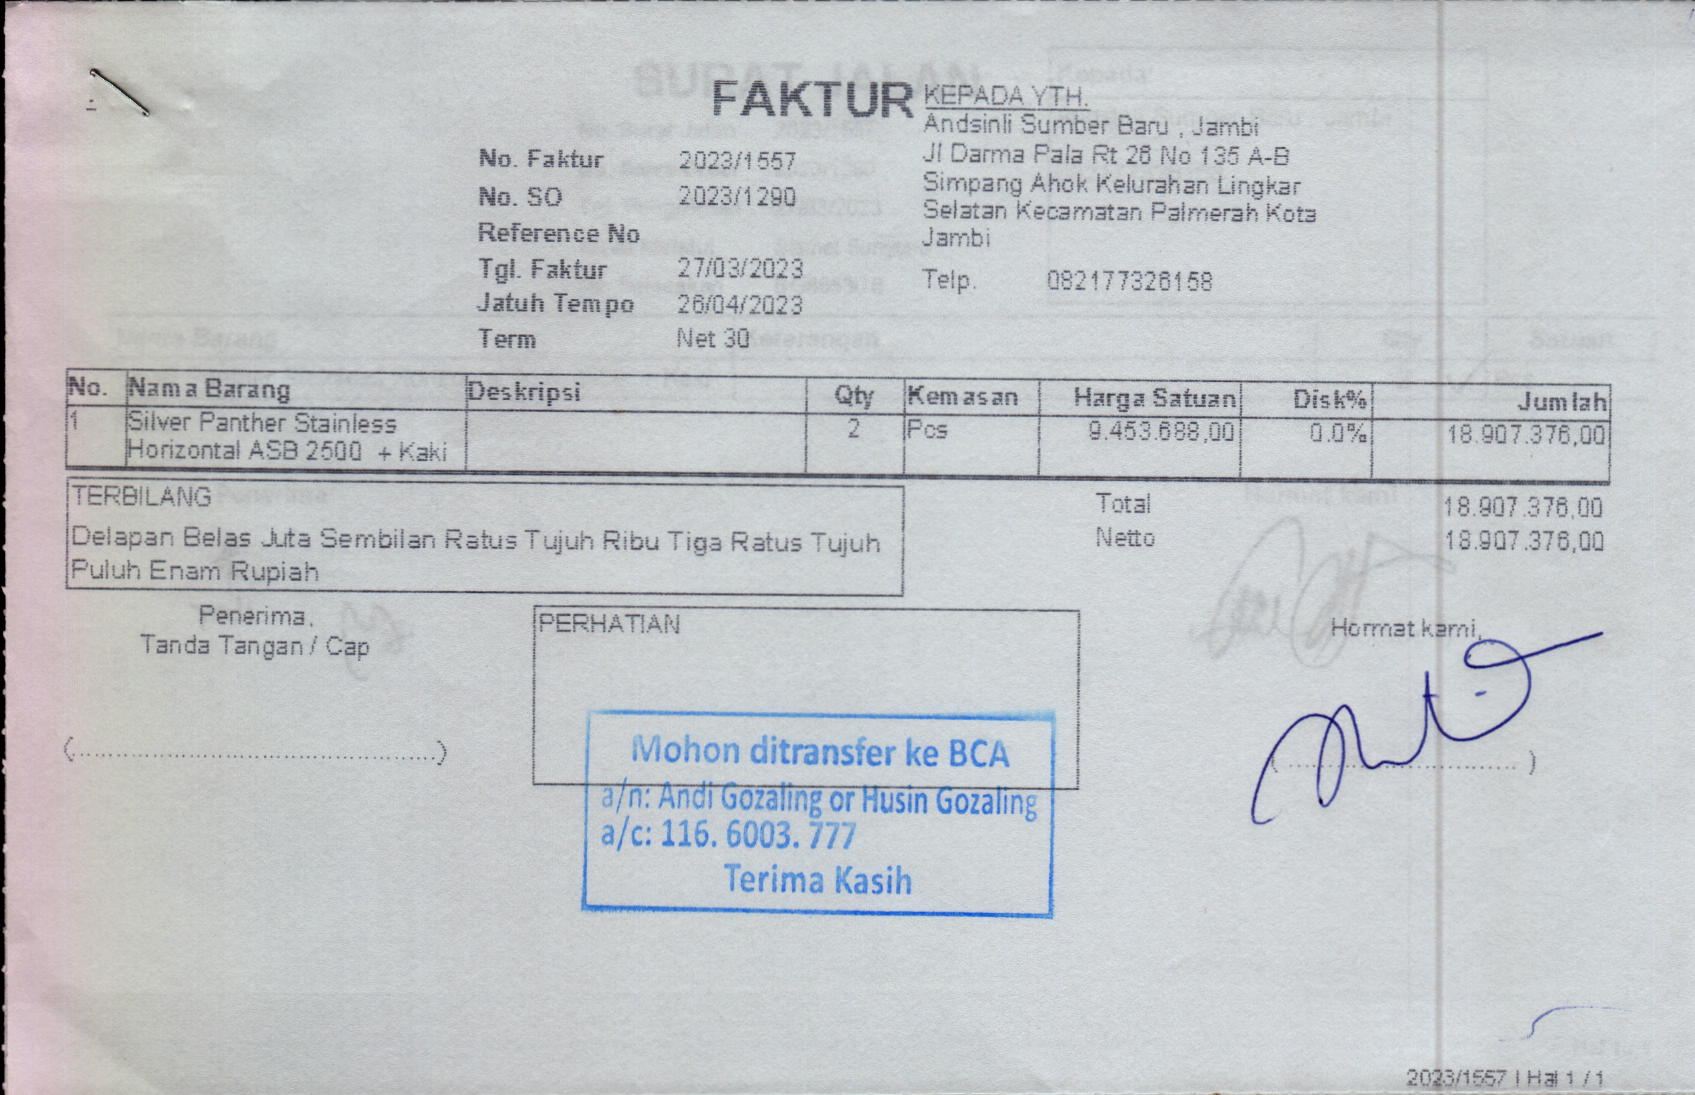 FAKTUR
No. Faktur 2023/1557
No. SO 2023/1290
Reference No
Tgl. Faktur 27/03/2023
Jatuh Tempo 26/04/2023
Term Net 30
KEPADA YTH.
Andsinli Sumber Baru , Jambi
Jl Darma Pala Rt 26 No 135 A-B
Simpang Ahok Kelurahan Lingkar
Selatan Kecamatan Palmerah Kota
Jambi
Telp. 082177326158
No. Nama Barang Deskripsi Qty Kemasan Harga Satuan Disk% Jumlah
1 Silver Panther Stainless 2 Pcs 9.453.688,00 0.0% 18.907.376,00
Horizontal ASB 2500 + Kaki
TERBILANG
Delapan Belas Juta Sembilan Ratus Tujuh Ribu Tiga Ratus Tujuh
Puluh Enam Rupiah
Total 18.907.376,00
Netto 18.907.376,00
Penerima,
Tanda Tangan / Cap
(..............................................)
PERHATIAN
Mohon ditransfer ke BCA
a/n: Andi Gozaling or Husin Gozaling
a/c: 116. 6003. 777
Terima Kasih
Hormat kami,
(................................ )
2023/1557 | Hal 1 / 1